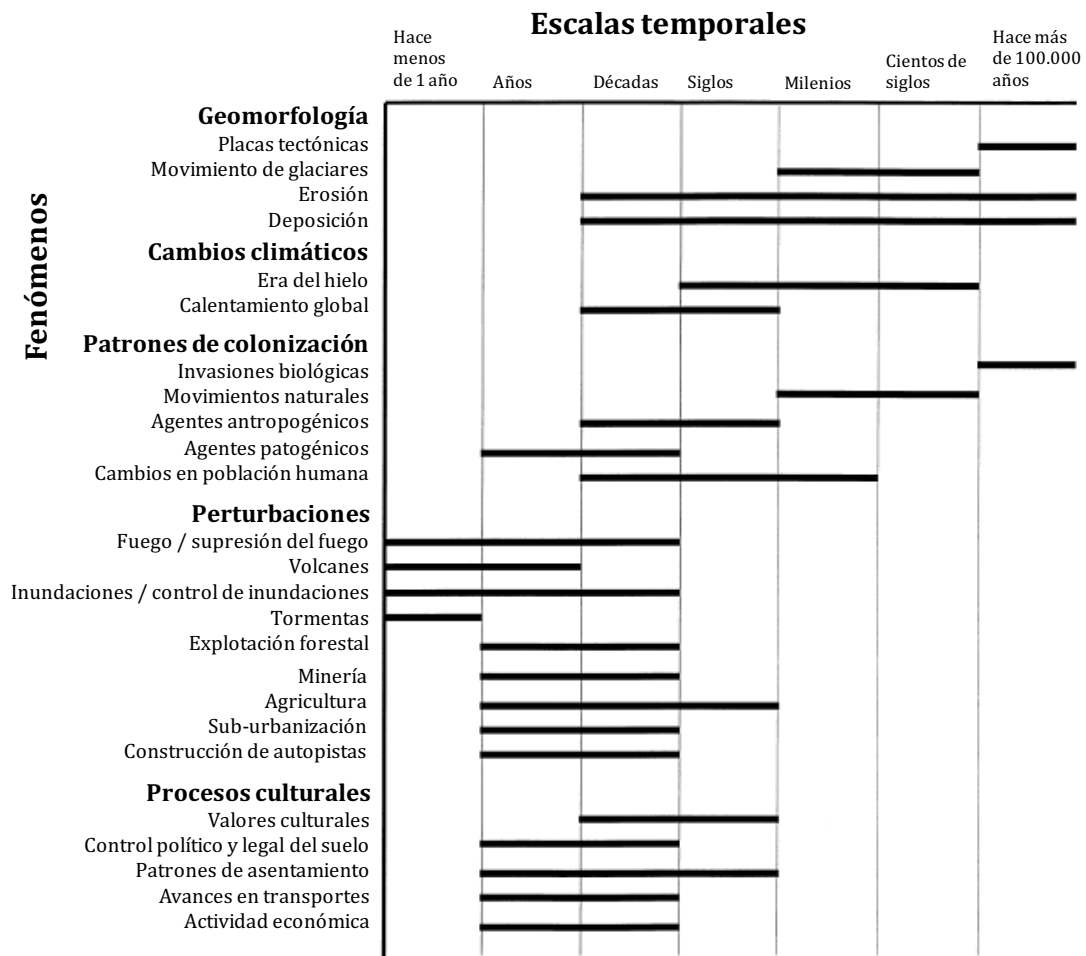 Escalas temporales
Hace
menos
de 1 año
Años
Décadas
Siglos
Milenios
Cientos de
siglos
Hace más
de 100.000
años
Fenómenos
Geomorfología
Placas tectónicas
Movimiento de glaciares
Erosión
Deposición
Cambios climáticos
Era del hielo
Calentamiento global
Patrones de colonización
Invasiones biológicas
Movimientos naturales
Agentes antropogénicos
Agentes patogénicos
Cambios en población humana
Perturbaciones
Fuego / supresión del fuego
Volcanes
Inundaciones / control de inundaciones
Tormentas
Explotación forestal
Minería
Agricultura
Sub-urbanización
Construcción de autopistas
Procesos culturales
Valores culturales
Control político y legal del suelo
Patrones de asentamiento
Avances en transportes
Actividad económica